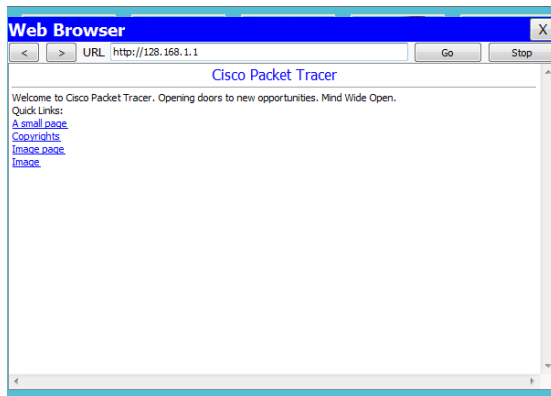 Web Browser X
< > URL http://128.168.1.1 Go Stop
Cisco Packet Tracer
Welcome to Cisco Packet Tracer. Opening doors to new opportunities. Mind Wide Open.
Quick Links:
A small page
Copyrights
Image page
Image